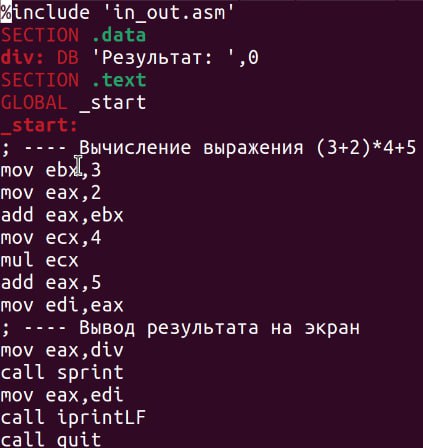 %include 'in_out.asm'
SECTION .data
div: DB 'Результат: ',0
SECTION .text
GLOBAL _start
_start:
; ---- Вычисление выражения (3+2)*4+5
mov ebx,3
mov eax,2
add eax,ebx
mov ecx,4
mul ecx
add eax,5
mov edi,eax
; ---- Вывод результата на экран
mov eax,div
call sprint
mov eax,edi
call iprintLF
call quit